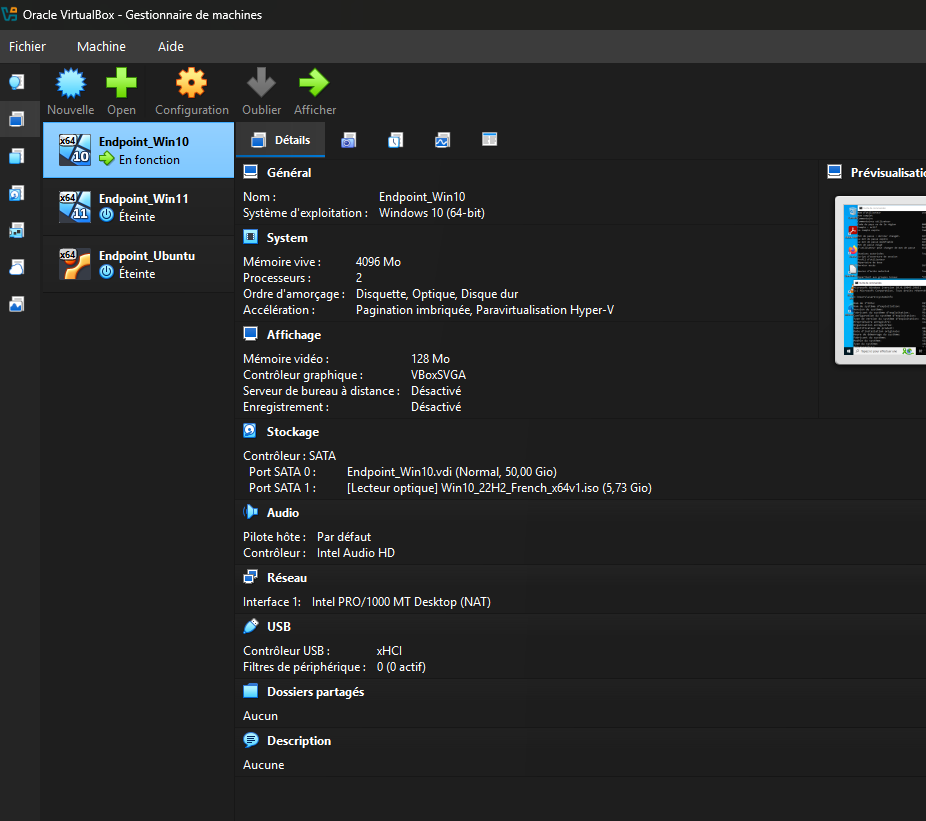 Oracle VirtualBox - Gestionnaire de machines
Fichier Machine Aide
Nouvelle Open Configuration Oublier Afficher
x64 10 Endpoint_Win10
En fonction
x64 11 Endpoint_Win11
Éteinte
x64 Endpoint_Ubuntu
Éteinte
Détails
Général
Nom : Endpoint_Win10
Système d'exploitation : Windows 10 (64-bit)
System
Mémoire vive : 4096 Mo
Processeurs : 2
Ordre d'amorçage : Disquette, Optique, Disque dur
Accélération : Pagination imbriquée, Paravirtualisation Hyper-V
Affichage
Mémoire vidéo : 128 Mo
Contrôleur graphique : VBoxSVGA
Serveur de bureau à distance : Désactivé
Enregistrement : Désactivé
Stockage
Contrôleur : SATA
Port SATA 0 : Endpoint_Win10.vdi (Normal, 50,00 Gio)
Port SATA 1 : [Lecteur optique] Win10_22H2_French_x64v1.iso (5,73 Gio)
Audio
Pilote hôte : Par défaut
Contrôleur : Intel Audio HD
Réseau
Interface 1: Intel PRO/1000 MT Desktop (NAT)
USB
Contrôleur USB : xHCI
Filtres de périphérique : 0 (0 actif)
Dossiers partagés
Aucun
Description
Aucune
Prévisualisatio